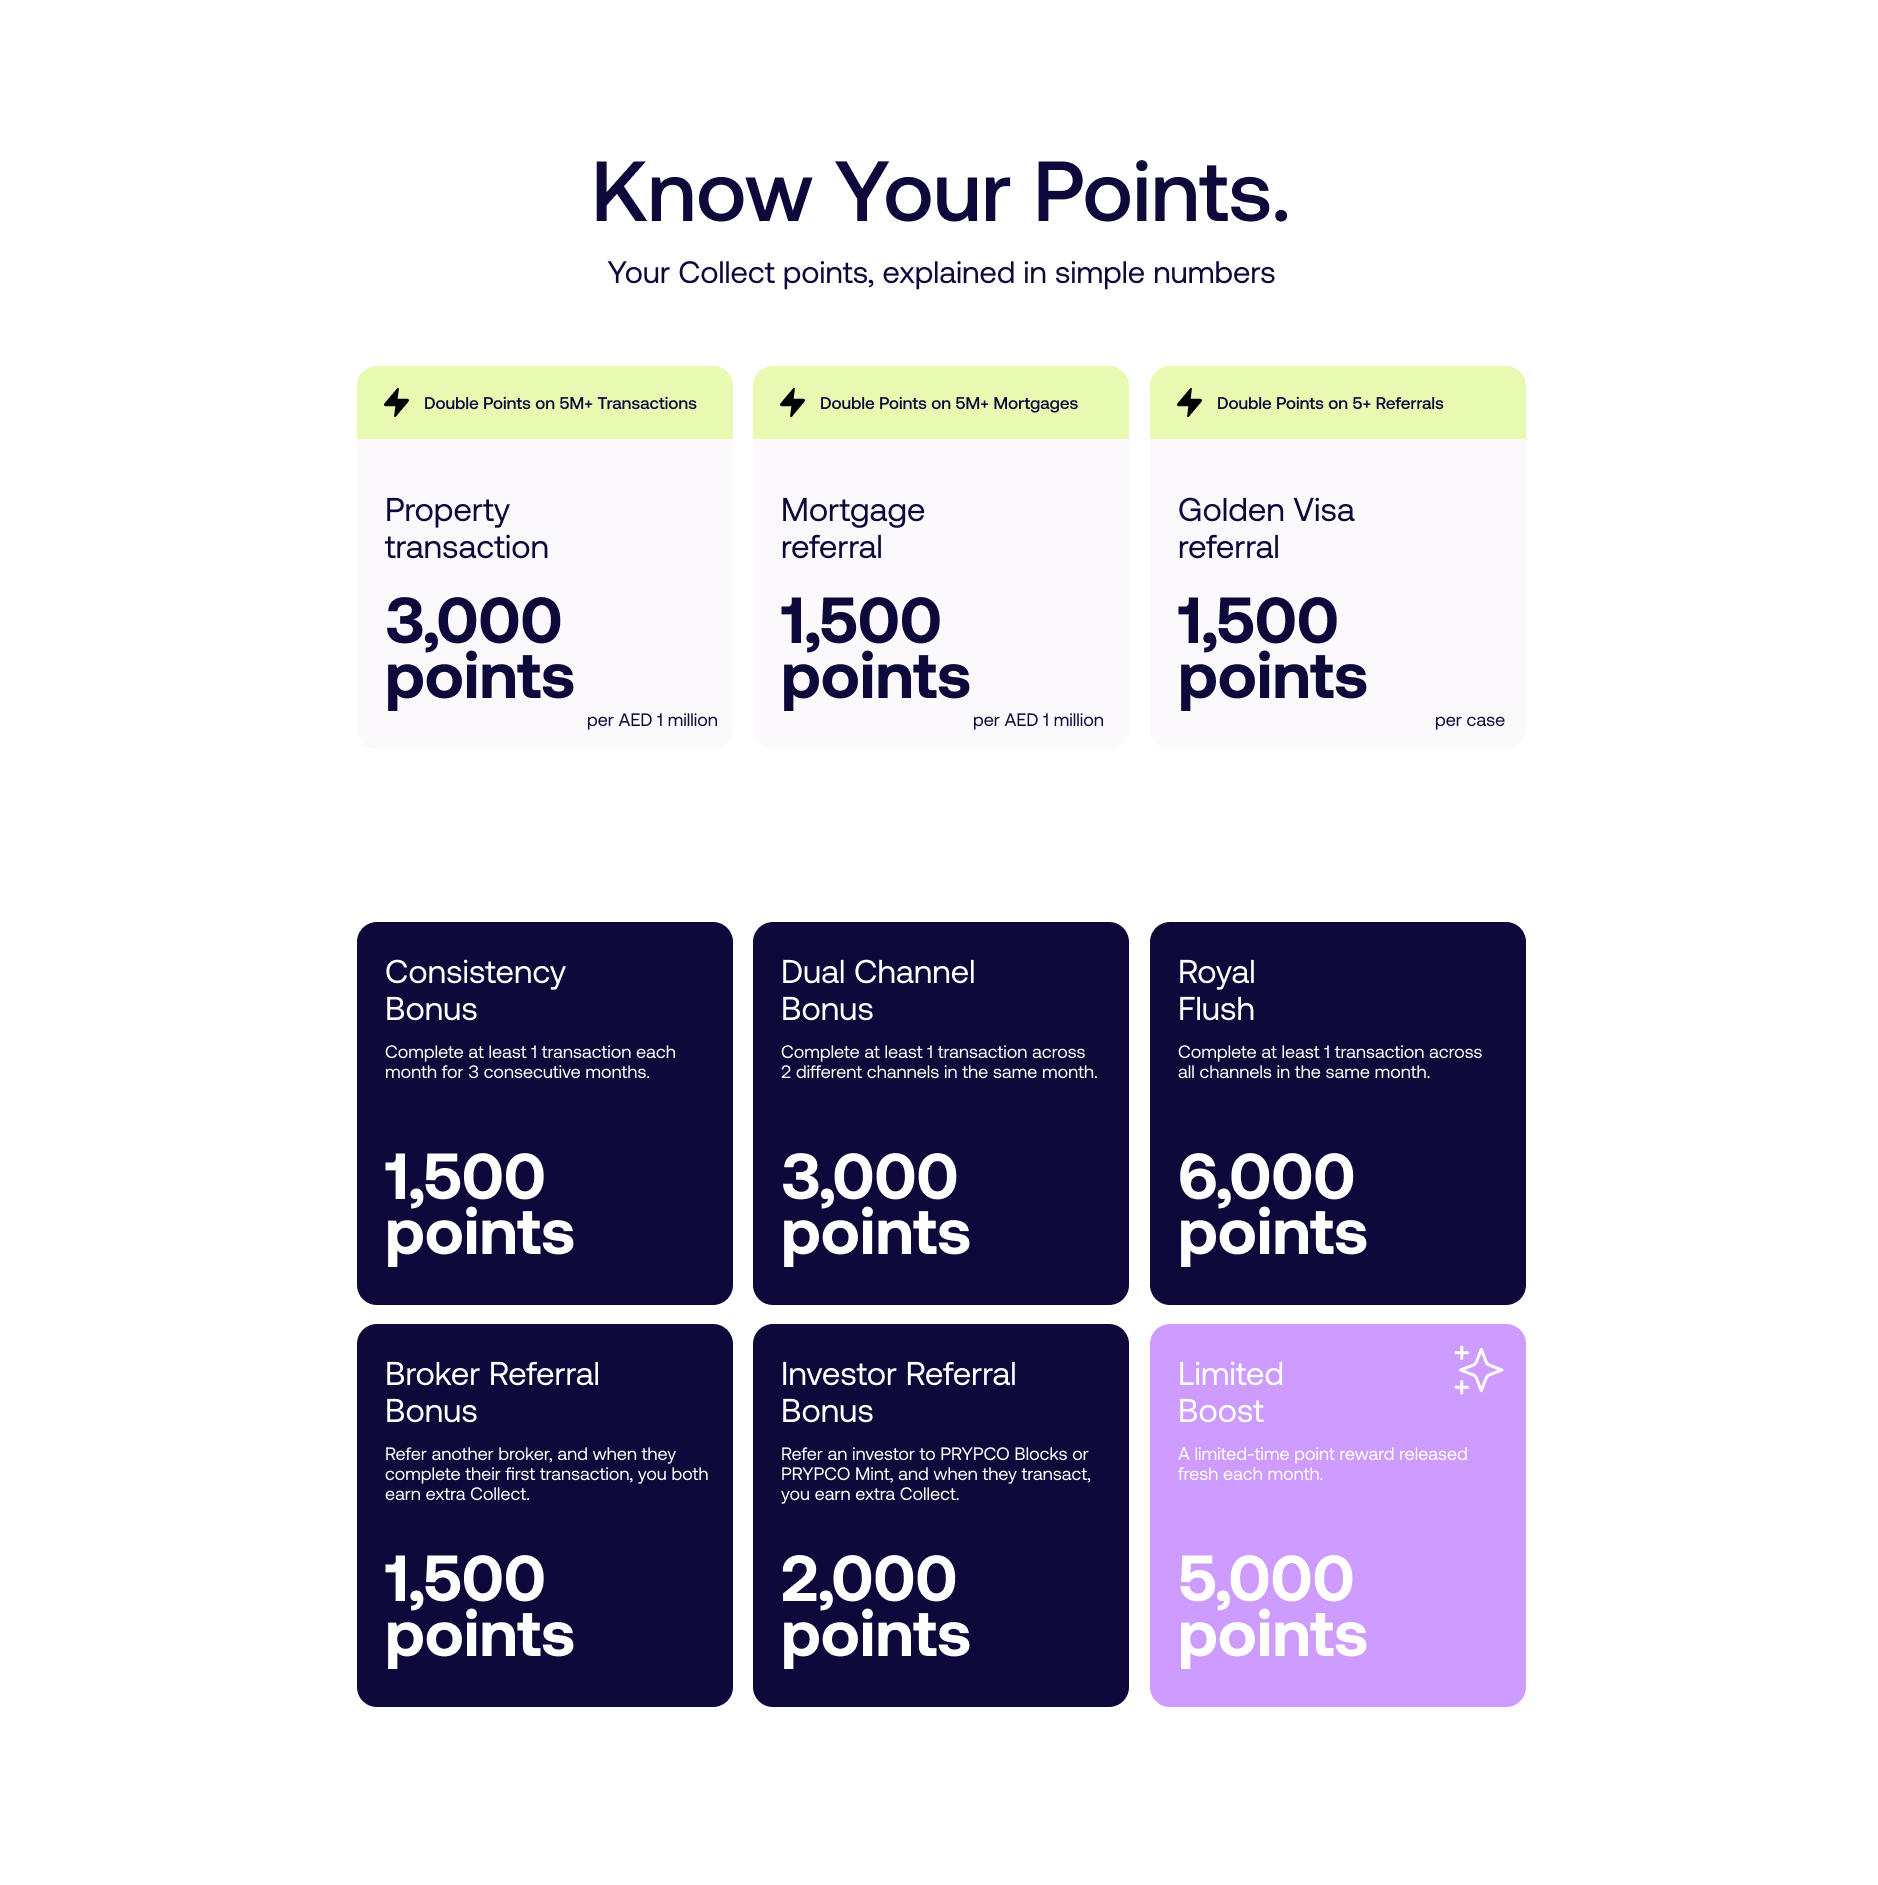 Know Your Points.
Your Collect points, explained in simple numbers
Double Points on 5M+ Transactions
Property
transaction
3,000
points
per AED 1 million
Double Points on 5M+ Mortgages
Mortgage
referral
1,500
points
per AED 1 million
Double Points on 5+ Referrals
Golden Visa
referral
1,500
points
per case
Consistency
Bonus
Complete at least 1 transaction each
month for 3 consecutive months.
1,500
points
Dual Channel
Bonus
Complete at least 1 transaction across
2 different channels in the same month.
3,000
points
Royal
Flush
Complete at least 1 transaction across
all channels in the same month.
6,000
points
Broker Referral
Bonus
Refer another broker, and when they
complete their first transaction, you both
earn extra Collect.
1,500
points
Investor Referral
Bonus
Refer an investor to PRYPCO Blocks or
PRYPCO Mint, and when they transact,
you earn extra Collect.
2,000
points
Limited
Boost
A limited-time point reward released
fresh each month.
5,000
points